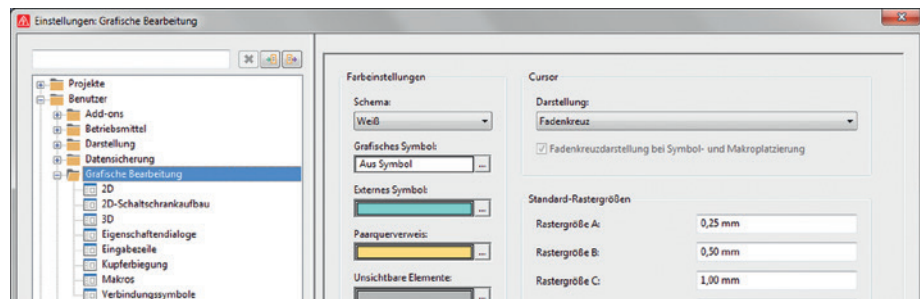 Einstellungen: Grafische Bearbeitung
Projekte
Benutzer
Add-ons
Betriebsmittel
Darstellung
Datensicherung
Grafische Bearbeitung
2D
2D-Schaltschrankaufbau
3D
Eigenschaftendialoge
Eingabezeile
Kupferbiegung
Makros
Verbindungssymbole
Farbeinstellungen
Schema:
Weiß
Grafisches Symbol:
Aus Symbol
...
Externes Symbol:
...
Paarquerverweis:
...
Unsichtbare Elemente:
...
Cursor
Darstellung:
Fadenkreuz
Fadenkreuzdarstellung bei Symbol- und Makroplatzierung
Standard-Rastergrößen
Rastergröße A: 0,25 mm
Rastergröße B: 0,50 mm
Rastergröße C: 1,00 mm